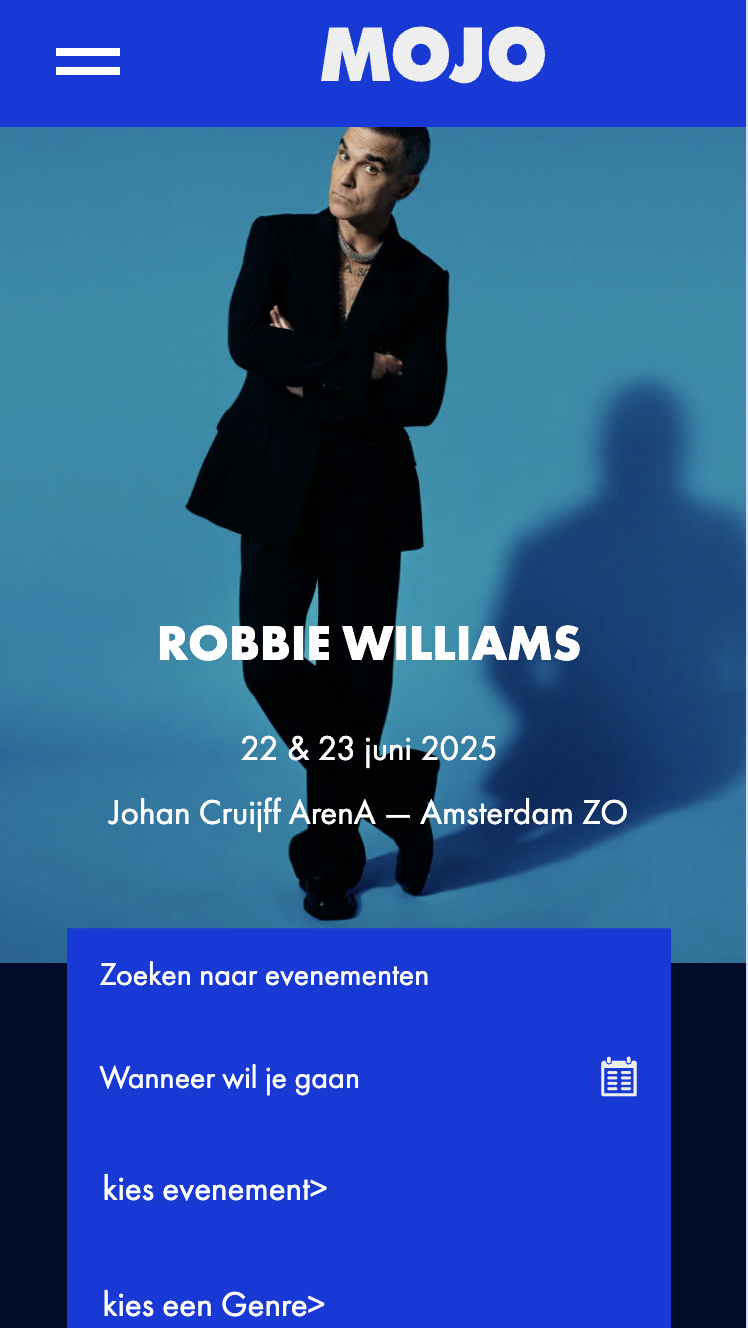 MOJO
ROBBIE WILLIAMS
22 & 23 juni 2025
Johan Cruijff ArenA — Amsterdam ZO
Zoeken naar evenementen
Wanneer wil je gaan
kies evenement>
kies een Genre>